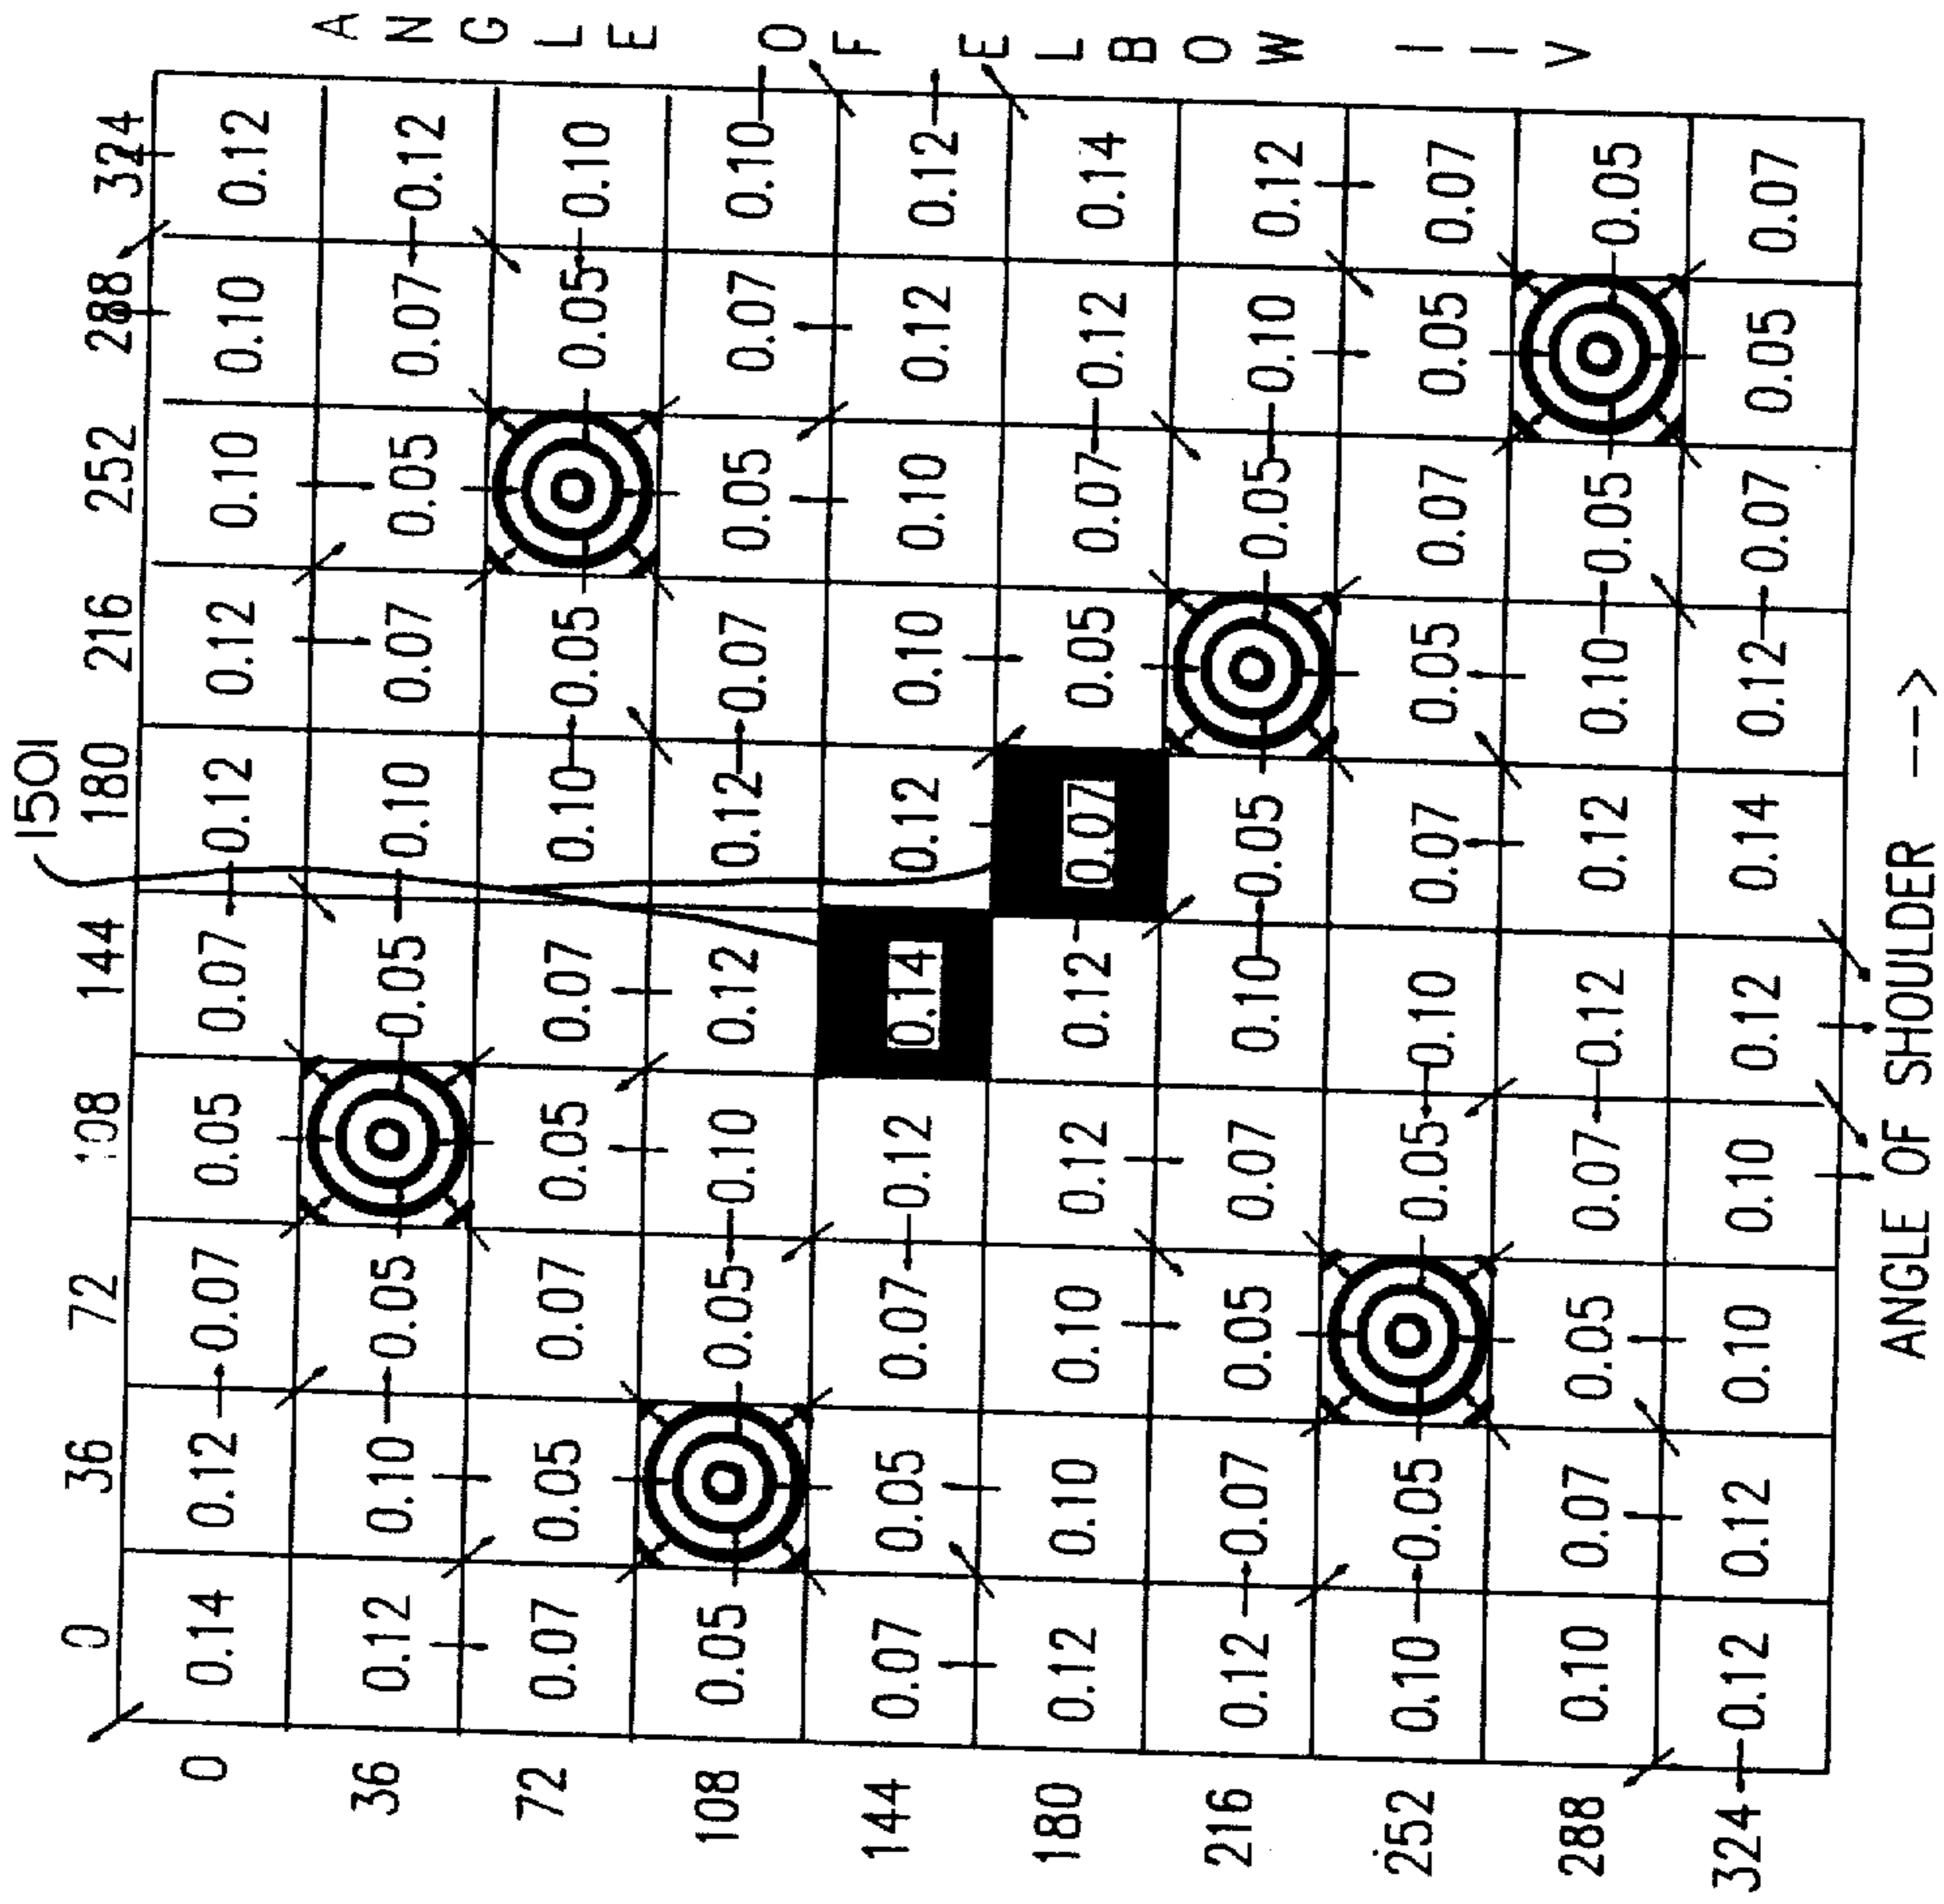 1501
0 36 72 108 144 180 216 252 288 324
0 0.14 0.12 0.07 0.05 0.07 0.12 0.12 0.10 0.10 0.12
36 0.12 0.10 0.05 0.05 0.10 0.07 0.05 0.07 0.12
72 0.07 0.05 0.07 0.05 0.07 0.10 0.05 0.05 0.10
108 0.05 0.05 0.10 0.12 0.12 0.07 0.05 0.07 0.10
144 0.07 0.05 0.07 0.12 0.14 0.12 0.10 0.10 0.12 0.12
180 0.12 0.10 0.10 0.12 0.12 0.07 0.05 0.07 0.12 0.14
216 0.12 0.07 0.05 0.07 0.10 0.05 0.05 0.10 0.12
252 0.10 0.05 0.05 0.10 0.07 0.05 0.07 0.05 0.07
288 0.10 0.07 0.05 0.07 0.12 0.12 0.10 0.05 0.05
324 0.12 0.12 0.10 0.10 0.12 0.14 0.12 0.07 0.05 0.07
ANGLE OF SHOULDER -->
ANGLE OF ELBOW | | V